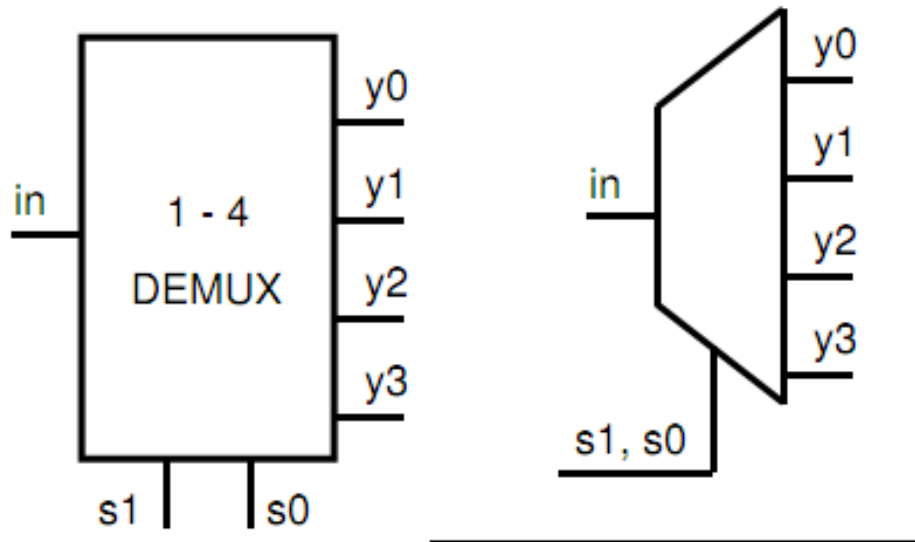 in
1 - 4
DEMUX
y0
y1
y2
y3
s1
s0
in
y0
y1
y2
y3
s1, s0